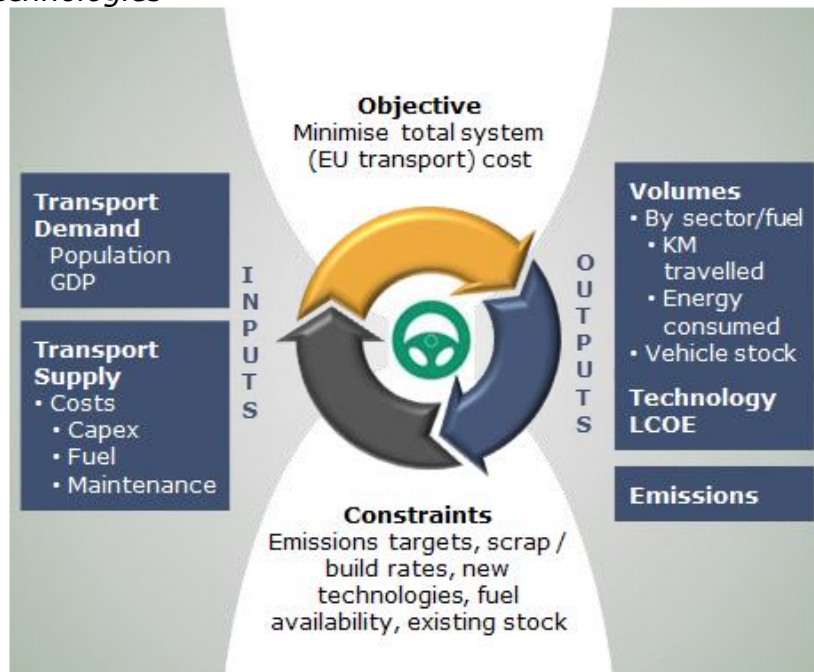 Objective
Minimise total system
(EU transport) cost
Transport
Demand
Population
GDP
Transport
Supply
• Costs
• Capex
• Fuel
• Maintenance
INPUTS
OUTPUTS
Volumes
• By sector/fuel
• KM
travelled
• Energy
consumed
• Vehicle stock
Technology
LCOE
Emissions
Constraints
Emissions targets, scrap /
build rates, new
technologies, fuel
availability, existing stock